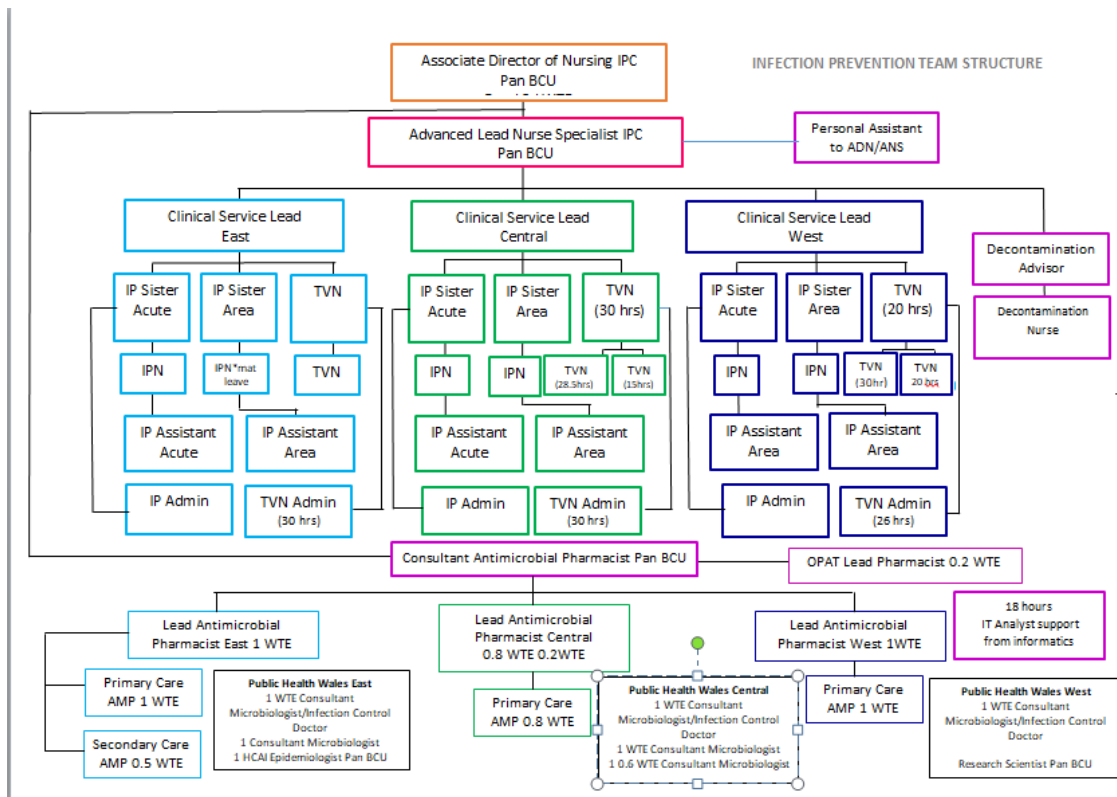 Associate Director of Nursing IPC
Pan BCU
INFECTION PREVENTION TEAM STRUCTURE
Advanced Lead Nurse Specialist IPC
Pan BCU
Personal Assistant
to ADN/ANS
Clinical Service Lead
East
Clinical Service Lead
Central
Clinical Service Lead
West
Decontamination
Advisor
Decontamination
Nurse
IP Sister
Acute
IP Sister
Area
TVN
IP Sister
Acute
IP Sister
Area
TVN
(30 hrs)
IP Sister
Acute
IP Sister
Area
TVN
(20 hrs)
IPN
IPN*mat
leave
TVN
IPN
IPN
TVN
(28.5hrs)
TVN
(15hrs)
IPN
IPN
TVN
(30hr)
TVN
20 hrs
IP Assistant
Acute
IP Assistant
Area
IP Assistant
Acute
IP Assistant
Area
IP Assistant
Area
IP Assistant
Area
IP Admin
TVN Admin
(30 hrs)
IP Admin
TVN Admin
(30 hrs)
IP Admin
TVN Admin
(26 hrs)
Consultant Antimicrobial Pharmacist Pan BCU
OPAT Lead Pharmacist 0.2 WTE
Lead Antimicrobial
Pharmacist East 1 WTE
Lead Antimicrobial
Pharmacist Central
0.8 WTE 0.2WTE
Lead Antimicrobial
Pharmacist West 1WTE
18 hours
IT Analyst support
from informatics
Primary Care
AMP 1 WTE
Secondary Care
AMP 0.5 WTE
Public Health Wales East
1 WTE Consultant
Microbiologist/Infection Control
Doctor
1 Consultant Microbiologist
1 HCAI Epidemiologist Pan BCU
Primary Care
AMP 0.8 WTE
Public Health Wales Central
1 WTE Consultant
Microbiologist/Infection Control
Doctor
1 WTE Consultant Microbiologist
1 0.6 WTE Consultant Microbiologist
Primary Care
AMP 1 WTE
Public Health Wales West
1 WTE Consultant
Microbiologist/Infection Control
Doctor
Research Scientist Pan BCU